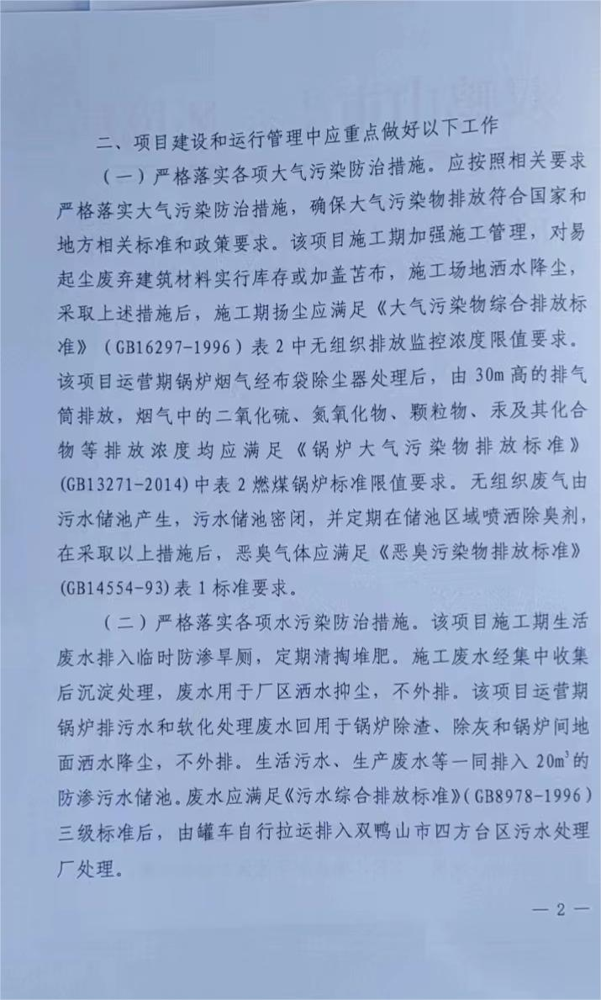 二、项目建设和运行管理中应重点做好以下工作
（一）严格落实各项大气污染防治措施。应按照相关要求
严格落实大气污染防治措施，确保大气污染物排放符合国家和
地方相关标准和政策要求。该项目施工期加强施工管理，对易
起尘废弃建筑材料实行库存或加盖苫布，施工场地洒水降尘，
采取上述措施后，施工期扬尘应满足《大气污染物综合排放标
准》（GB16297-1996）表2中无组织排放监控浓度限值要求。
该项目运营期锅炉烟气经布袋除尘器处理后，由30m高的排气
筒排放，烟气中的二氧化硫、氮氧化物、颗粒物、汞及其化合
物等排放浓度均应满足《锅炉大气污染物排放标准》
(GB13271-2014)中表2燃煤锅炉标准限值要求。无组织废气由
污水储池产生，污水储池密闭，并定期在储池区域喷洒除臭剂，
在采取以上措施后，恶臭气体应满足《恶臭污染物排放标准》
(GB14554-93)表1标准要求。
（二）严格落实各项水污染防治措施。该项目施工期生活
废水排入临时防渗旱厕，定期清掏堆肥。施工废水经集中收集
后沉淀处理，废水用于厂区洒水抑尘，不外排。该项目运营期
锅炉排污水和软化处理废水回用于锅炉除渣、除灰和锅炉间地
面洒水降尘，不外排。生活污水、生产废水等一同排入20m³的
防渗污水储池。废水应满足《污水综合排放标准》（GB8978-1996）
三级标准后，由罐车自行拉运排入双鸭山市四方台区污水处理
厂处理。
— 2 —